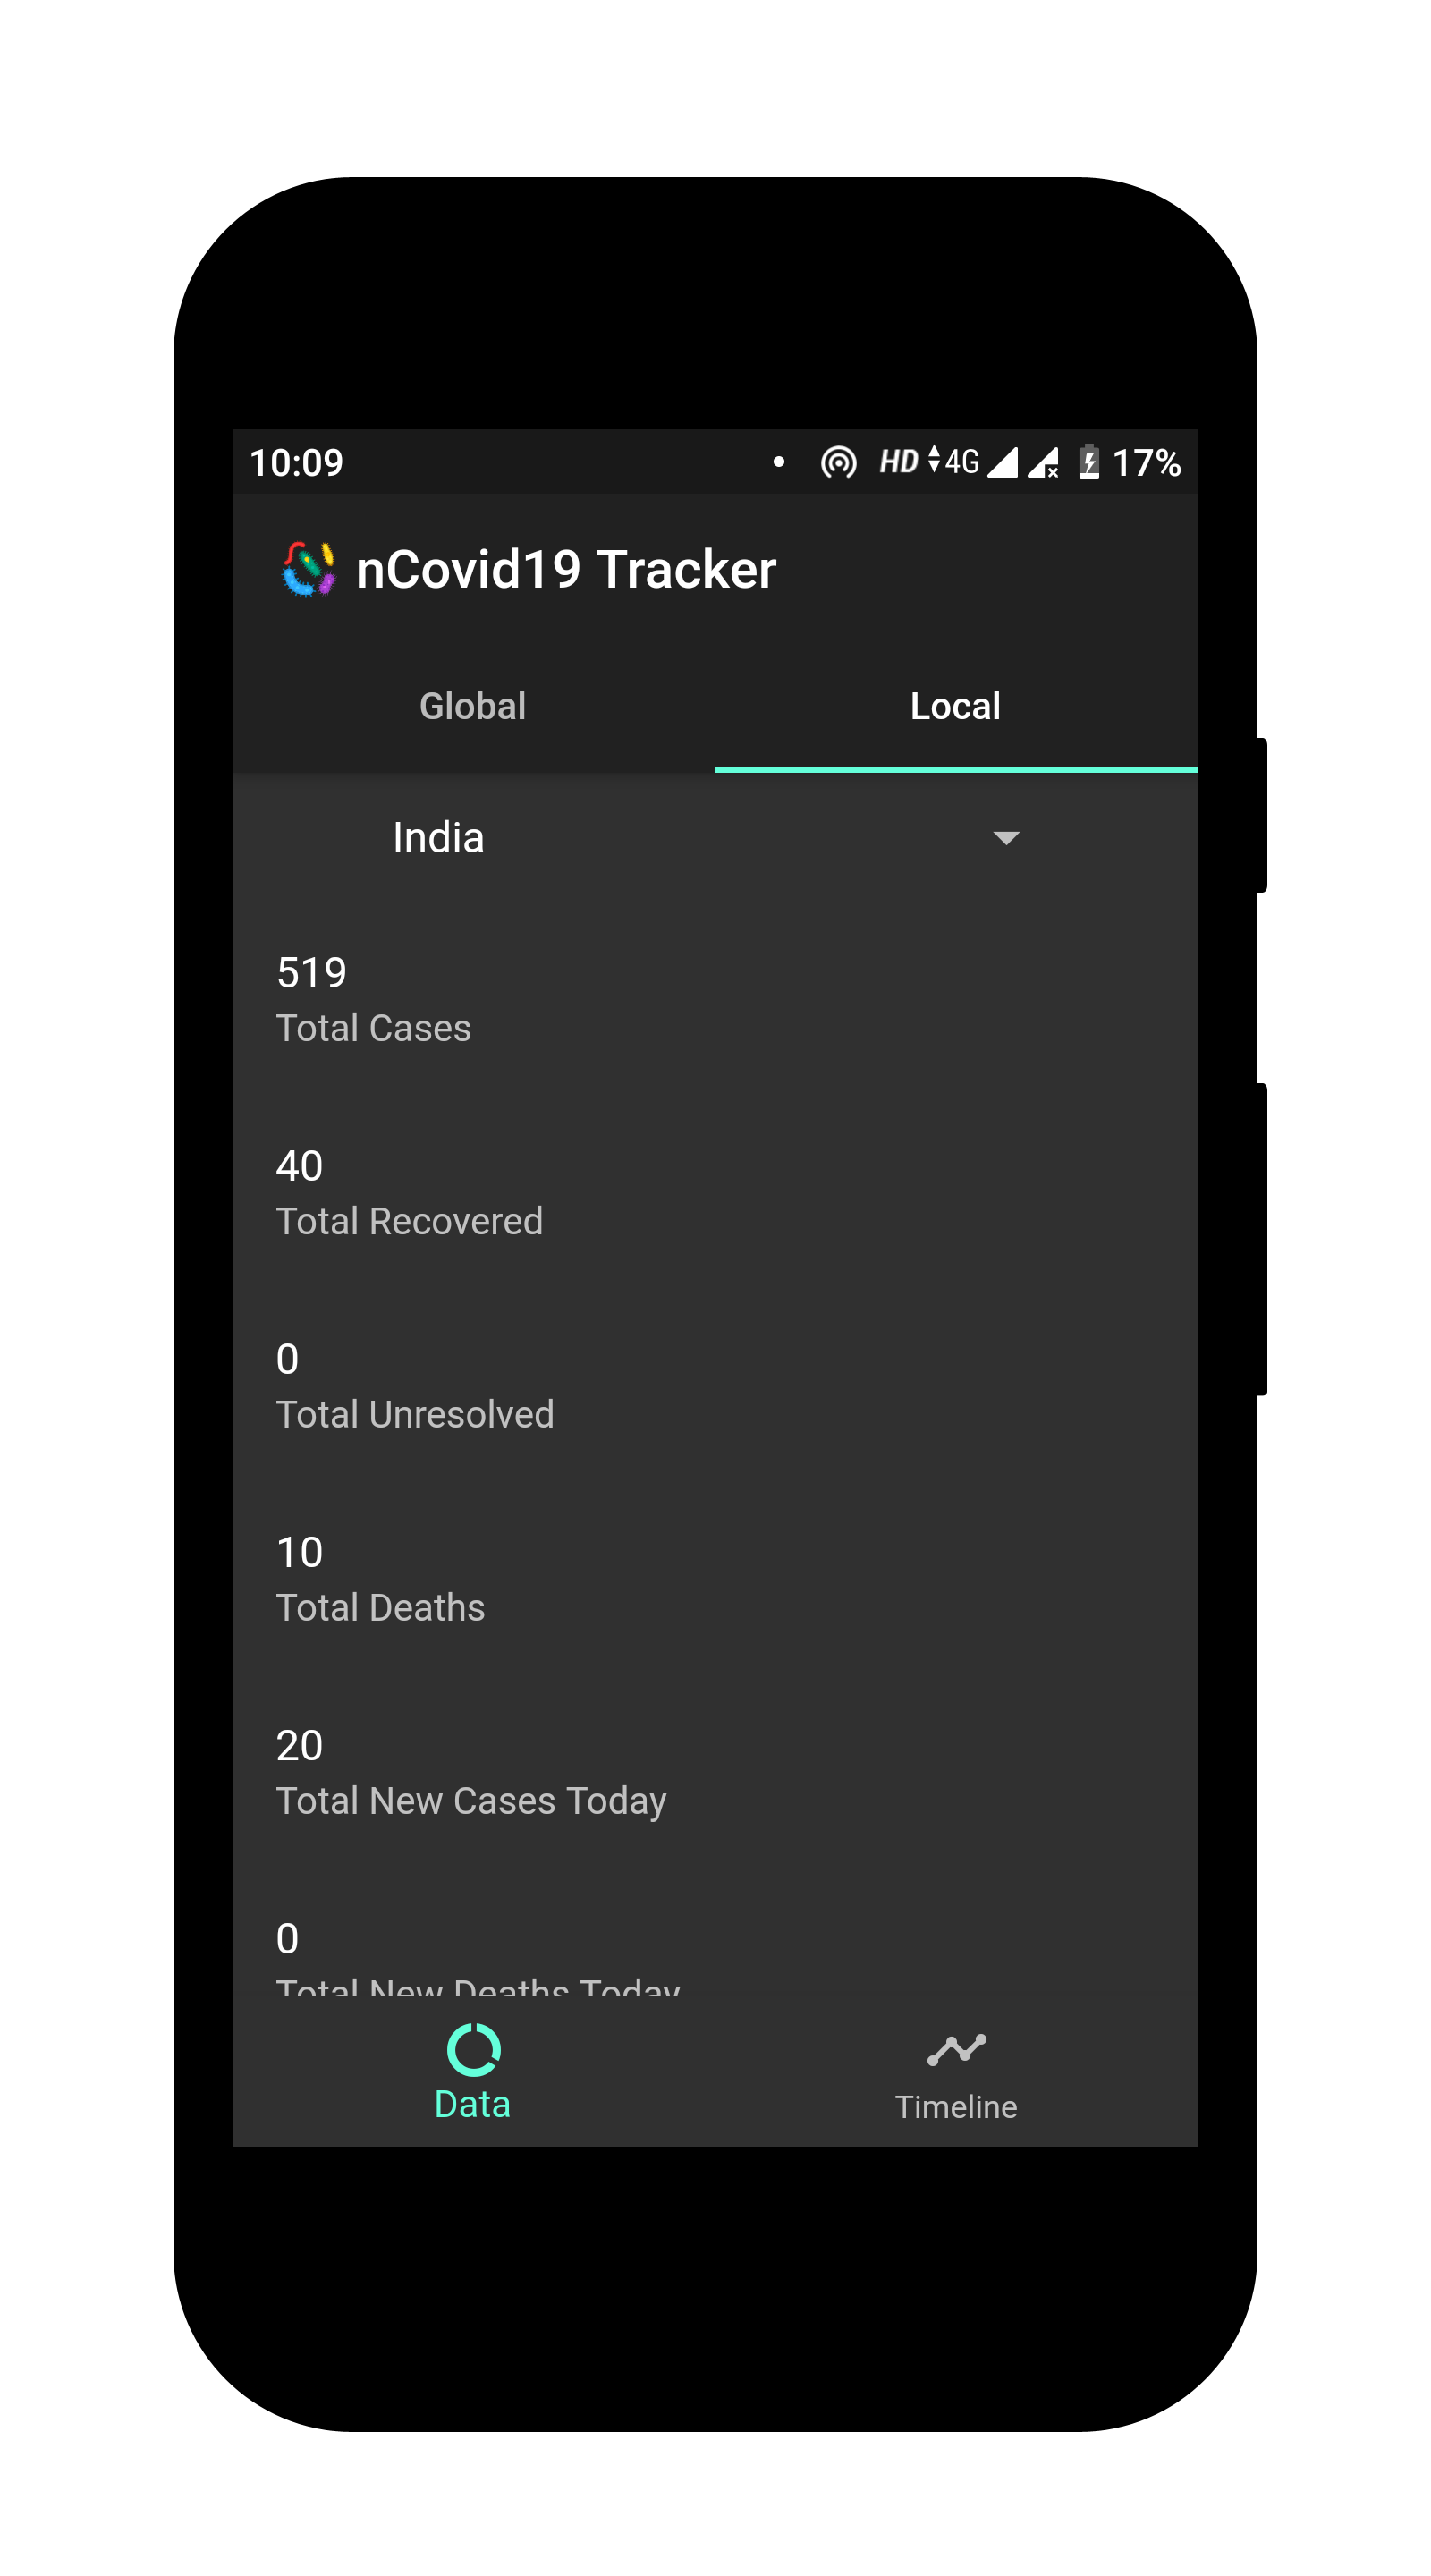 10:09 HD 4G 17%
nCovid19 Tracker
Global Local
India
519
Total Cases
40
Total Recovered
0
Total Unresolved
10
Total Deaths
20
Total New Cases Today
0
Total New Deaths Today
Data Timeline